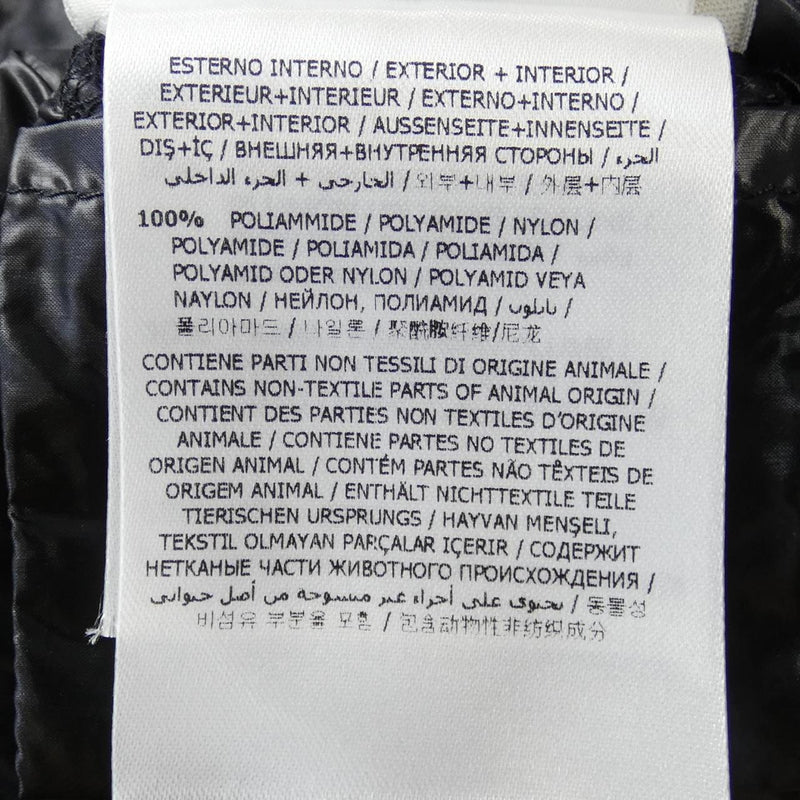 ESTERNO INTERNO / EXTERIOR + INTERIOR /
EXTERIEUR+INTERIEUR / EXTERNO+INTERNO /
EXTERIOR+INTERIOR / AUSSENSEITE+INNENSEITE /
DIŞ+İÇ / ВНЕШНЯЯ+ВНУТРЕННЯЯ СТОРОНЫ / الجزء
الخارجي + الجزء الداخلي / 외부+내부 / 外层+内层
100% POLIAMMIDE / POLYAMIDE / NYLON /
POLYAMIDE / POLIAMIDA / POLIAMIDA /
POLYAMID ODER NYLON / POLYAMID VEYA
NAYLON / НЕЙЛОН, ПОЛИАМИД / نايلون /
폴리아마드 / 나일론 / 聚酰胺纤维/尼龙
CONTIENE PARTI NON TESSILI DI ORIGINE ANIMALE /
CONTAINS NON-TEXTILE PARTS OF ANIMAL ORIGIN /
CONTIENT DES PARTIES NON TEXTILES D'ORIGINE
ANIMALE / CONTIENE PARTES NO TEXTILES DE
ORIGEN ANIMAL / CONTÉM PARTES NÃO TÊXTEIS DE
ORIGEM ANIMAL / ENTHÄLT NICHTTEXTILE TEILE
TIERISCHEN URSPRUNGS / HAYVAN MENŞELİ,
TEKSTIL OLMAYAN PARÇALAR IÇERIR / СОДЕРЖИТ
НЕТКАНЫЕ ЧАСТИ ЖИВОТНОГО ПРОИСХОЖДЕНИЯ /
يحتوي على أجزاء غير منسوجة من أصل حيواني / 동물성
비섬유 부분을 포함 / 包含动物性非纺织成分